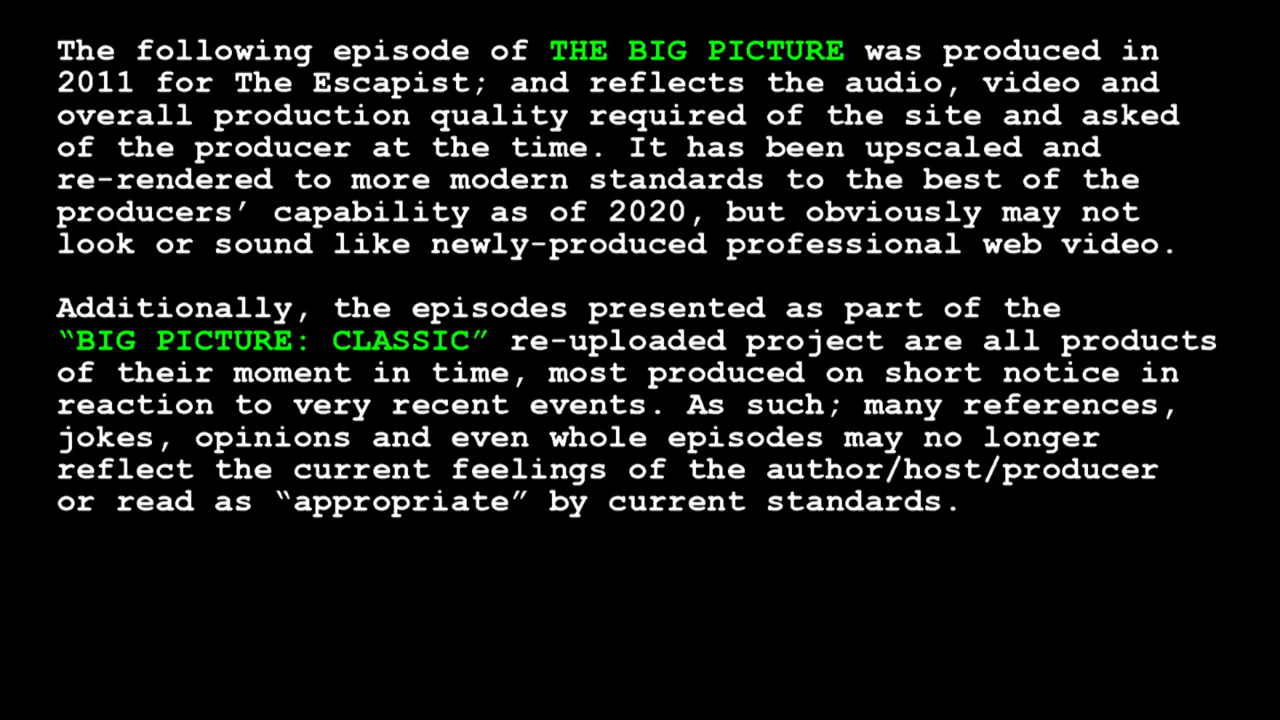 The following episode of THE BIG PICTURE was produced in
2011 for The Escapist; and reflects the audio, video and
overall production quality required of the site and asked
of the producer at the time. It has been upscaled and
re-rendered to more modern standards to the best of the
producers’ capability as of 2020, but obviously may not
look or sound like newly-produced professional web video.
Additionally, the episodes presented as part of the
“BIG PICTURE: CLASSIC” re-uploaded project are all products
of their moment in time, most produced on short notice in
reaction to very recent events. As such; many references,
jokes, opinions and even whole episodes may no longer
reflect the current feelings of the author/host/producer
or read as “appropriate” by current standards.